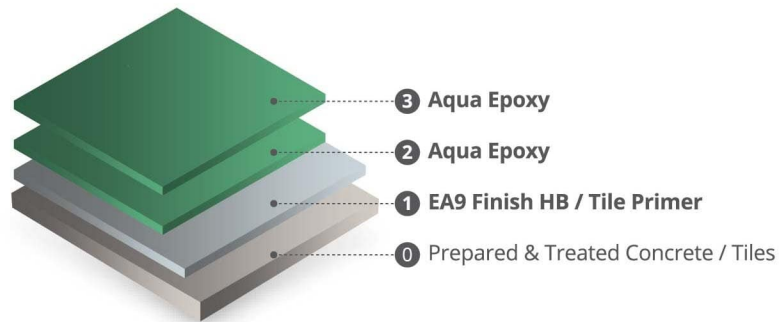 3 Aqua Epoxy
2 Aqua Epoxy
1 EA9 Finish HB / Tile Primer
0 Prepared & Treated Concrete / Tiles